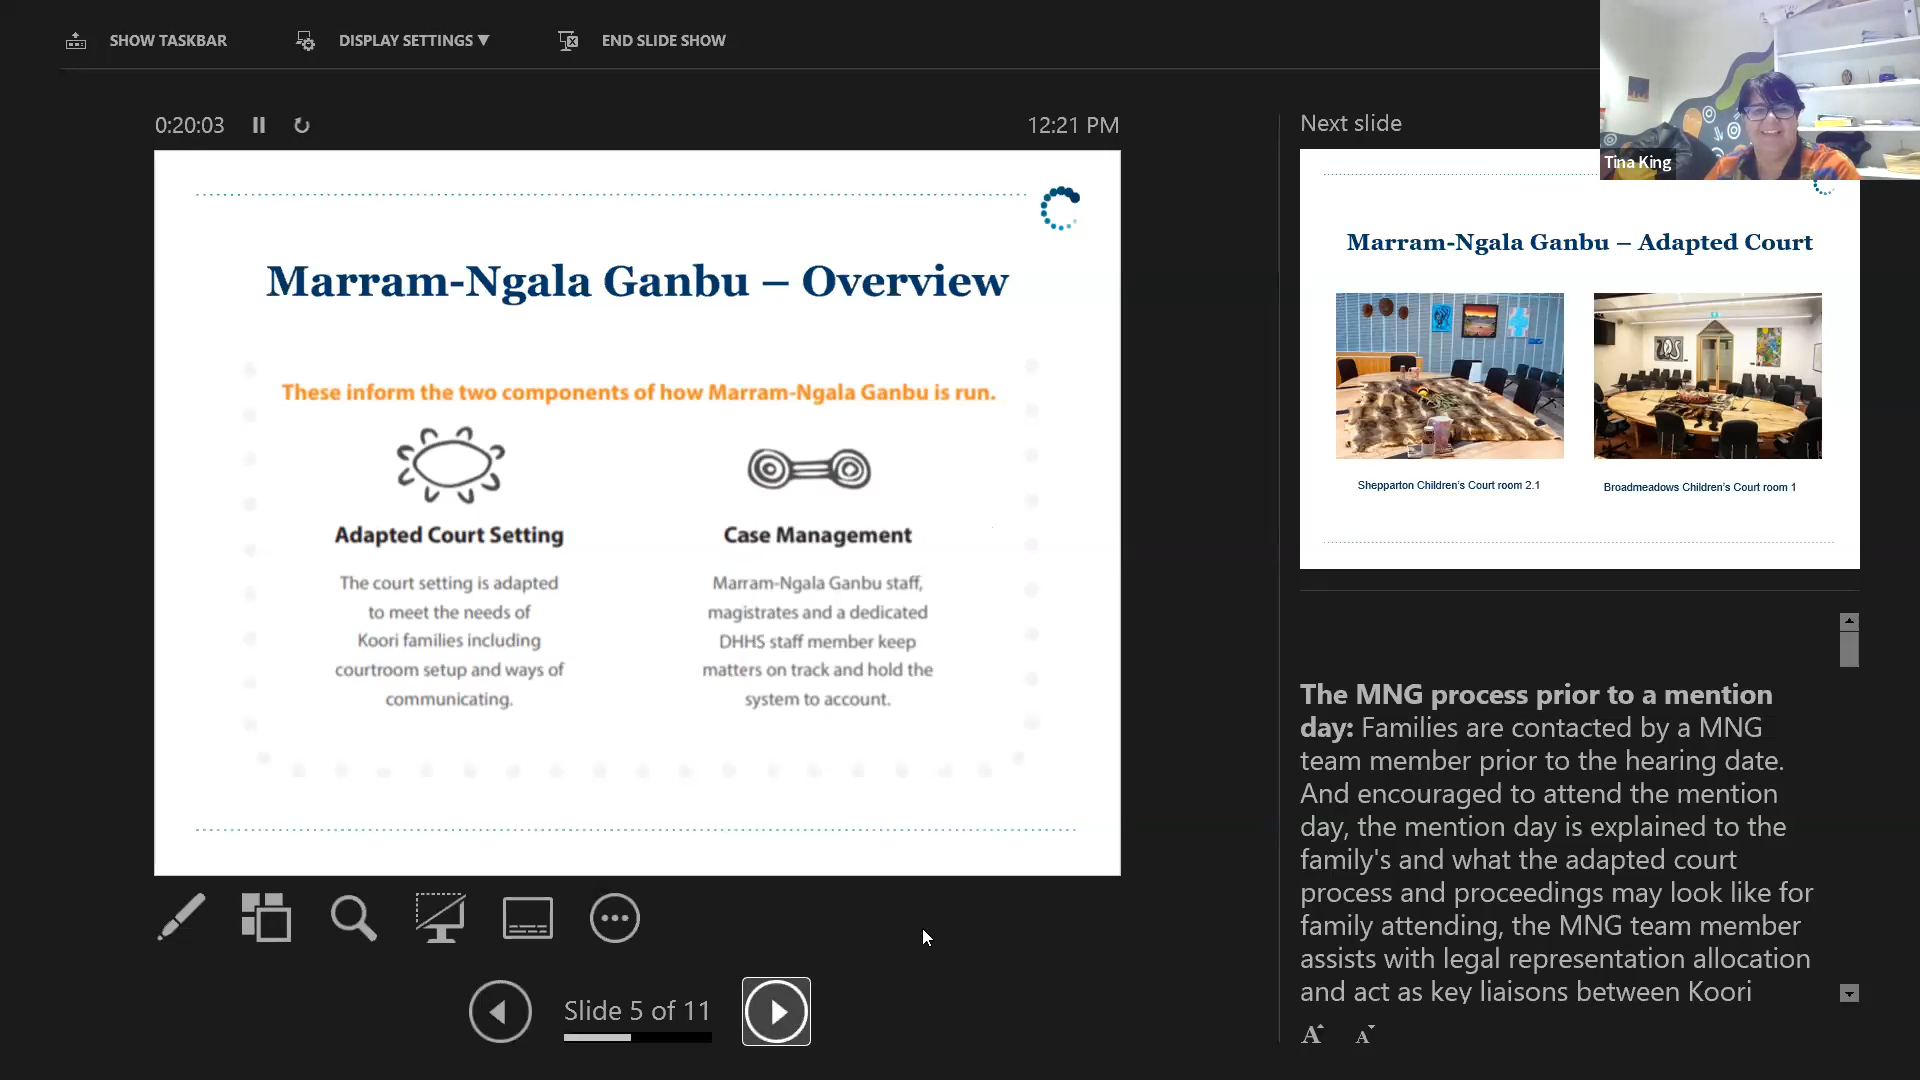 SHOW TASKBAR
DISPLAY SETTINGS ▼
END SLIDE SHOW
0:20:03
12:21 PM
Marram-Ngala Ganbu – Overview
These inform the two components of how Marram-Ngala Ganbu is run.
Adapted Court Setting
The court setting is adapted
to meet the needs of
Koori families including
courtroom setup and ways of
communicating.
Case Management
Marram-Ngala Ganbu staff,
magistrates and a dedicated
DHHS staff member keep
matters on track and hold the
system to account.
Slide 5 of 11
Next slide
Tina King
Marram-Ngala Ganbu – Adapted Court
Shepparton Children's Court room 2.1
Broadmeadows Children's Court room 1
The MNG process prior to a mention
day: Families are contacted by a MNG
team member prior to the hearing date.
And encouraged to attend the mention
day, the mention day is explained to the
family's and what the adapted court
process and proceedings may look like for
family attending, the MNG team member
assists with legal representation allocation
and act as key liaisons between Koori
A A